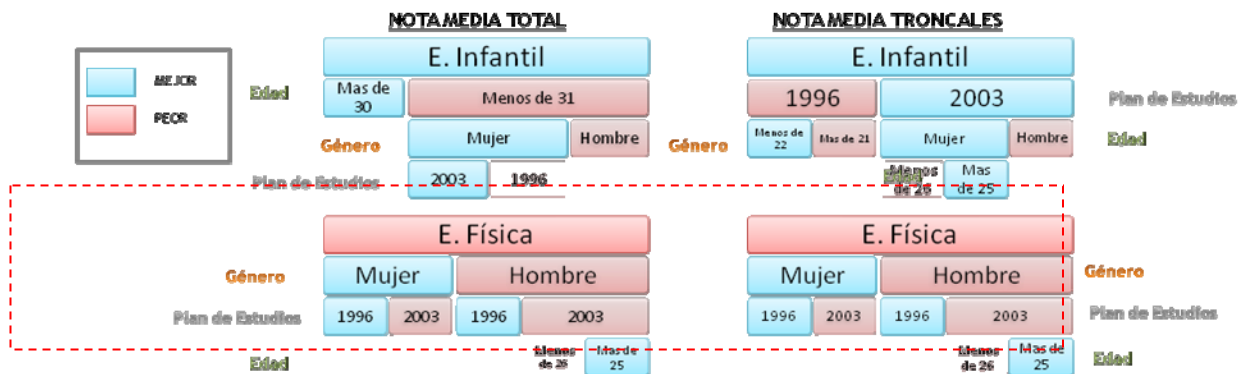 NOTA MEDIA TOTAL
NOTA MEDIA TRONCALES
MEJOR
PEOR
E. Infantil
E. Infantil
Edad
Mas de
30
Menos de 31
1996
2003
Plan de Estudios
Género
Mujer
Hombre
Género
Menos de
22
Mas de 21
Mujer
Hombre
Edad
Plan de Estudios
2003
1996
Edad
Menos
de 26
Mas
de 25
E. Física
E. Física
Género
Mujer
Hombre
Mujer
Hombre
Género
Plan de Estudios
1996
2003
1996
2003
1996
2003
1996
2003
Plan de Estudios
Edad
Menos
de 26
Mas de
25
Menos
de 26
Mas de
25
Edad